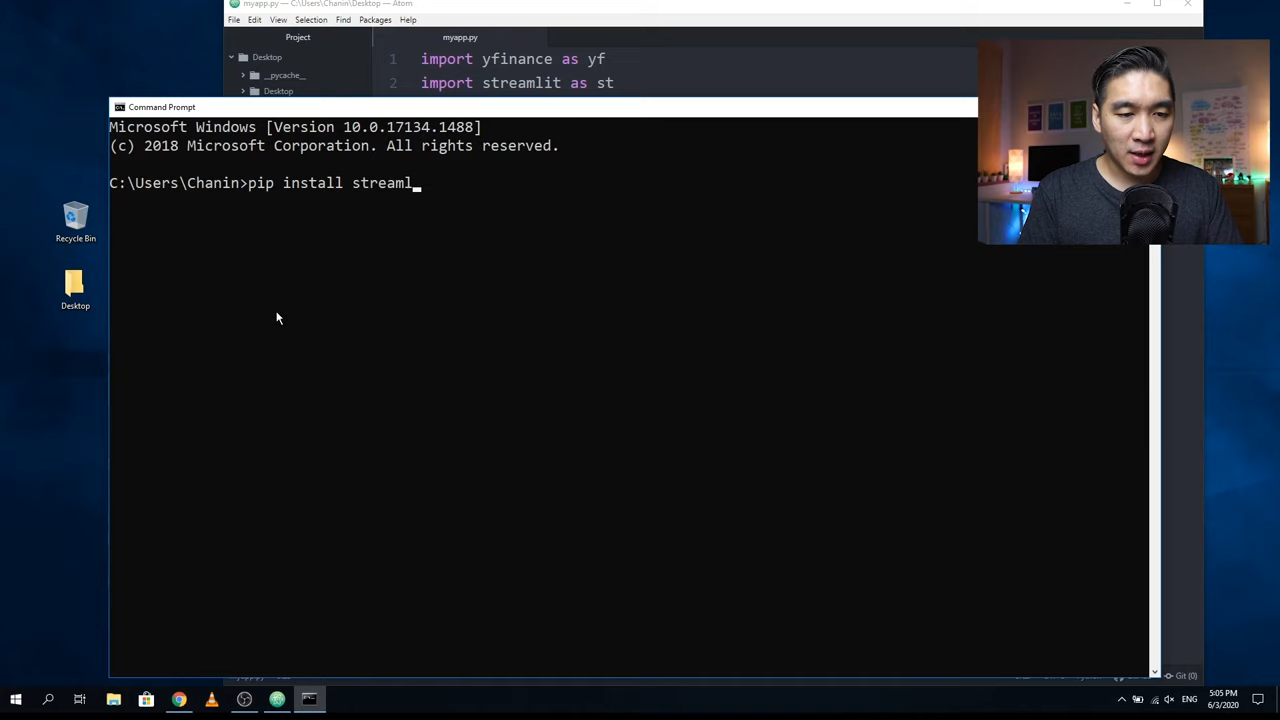 myapp.py — C:\Users\Chanin\Desktop — Atom
File Edit View Selection Find Packages Help
Project
myapp.py
Desktop
__pycache__
Desktop
1 import yfinance as yf
2 import streamlit as st
Command Prompt
Microsoft Windows [Version 10.0.17134.1488]
(c) 2018 Microsoft Corporation. All rights reserved.
C:\Users\Chanin>pip install streaml_
Recycle Bin
Desktop
Git (0)
ENG
5:05 PM
6/3/2020